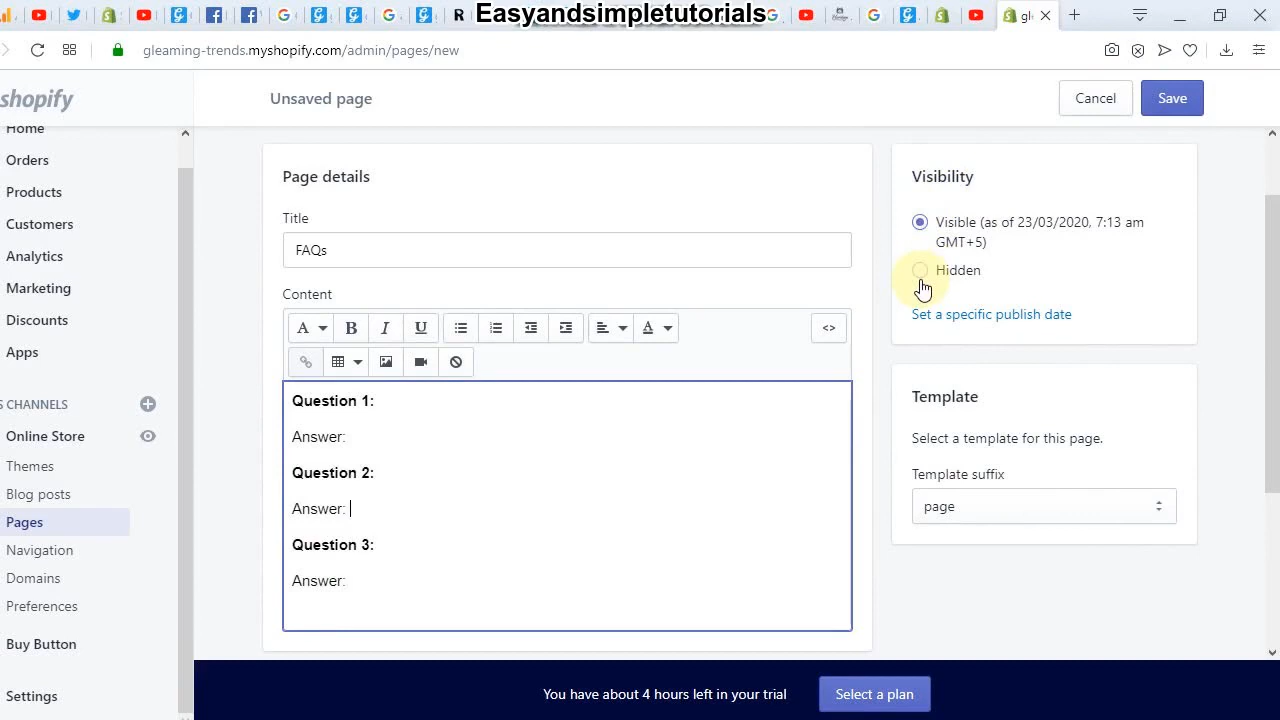 Easyandsimpletutorials
gl
gleaming-trends.myshopify.com/admin/pages/new
shopify
Unsaved page
Cancel
Save
Home
Orders
Products
Customers
Analytics
Marketing
Discounts
Apps
S CHANNELS
Online Store
Themes
Blog posts
Pages
Navigation
Domains
Preferences
Buy Button
Settings
Page details
Title
FAQs
Content
A
B
I
U
A
<>
Question 1:
Answer:
Question 2:
Answer:
Question 3:
Answer:
Visibility
Visible (as of 23/03/2020, 7:13 am
GMT+5)
Hidden
Set a specific publish date
Template
Select a template for this page.
Template suffix
page
You have about 4 hours left in your trial
Select a plan